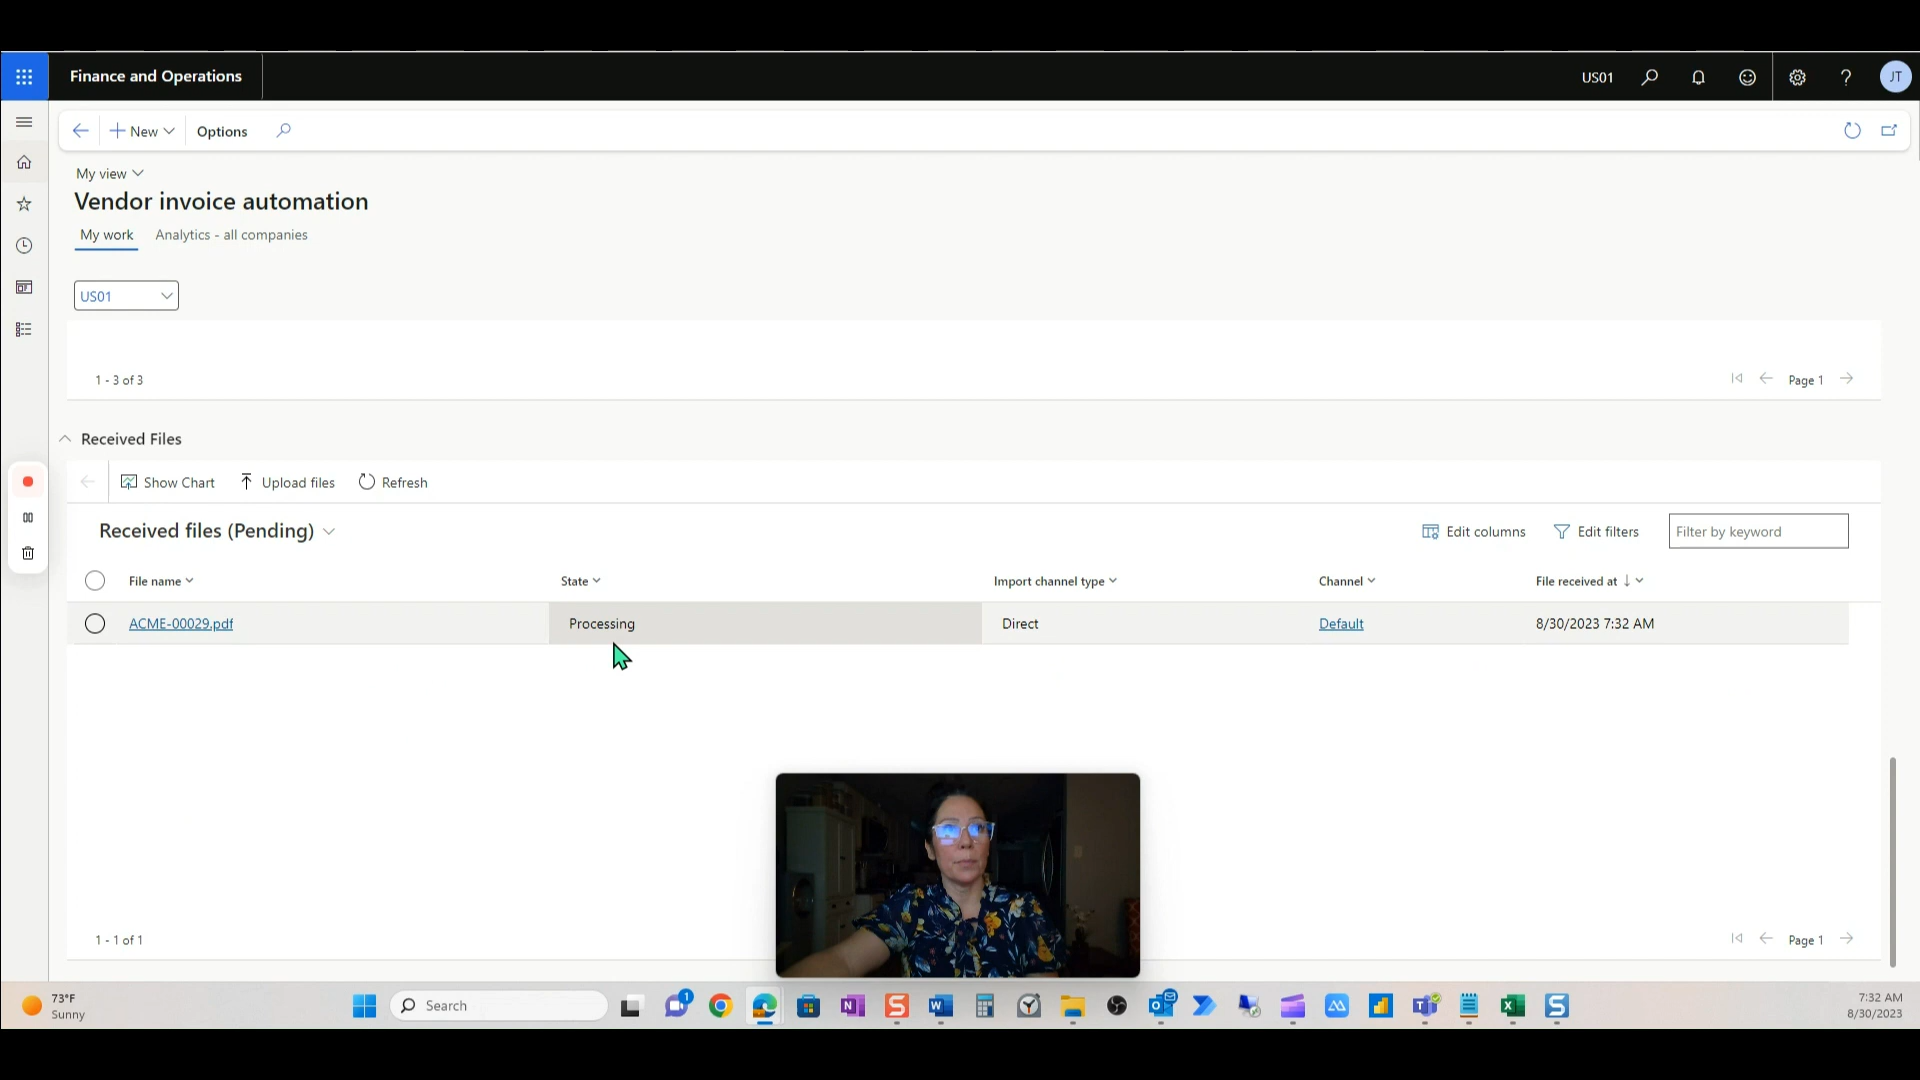 Finance and Operations
US01
JT
New
Options
My view
Vendor invoice automation
My work
Analytics - all companies
US01
1 - 3 of 3
Page 1
Received Files
Show Chart
Upload files
Refresh
Received files (Pending)
Edit columns
Edit filters
Filter by keyword
File name
State
Import channel type
Channel
File received at
ACME-00029.pdf
Processing
Direct
Default
8/30/2023 7:32 AM
1 - 1 of 1
Page 1
73°F
Sunny
Search
1
7:32 AM
8/30/2023